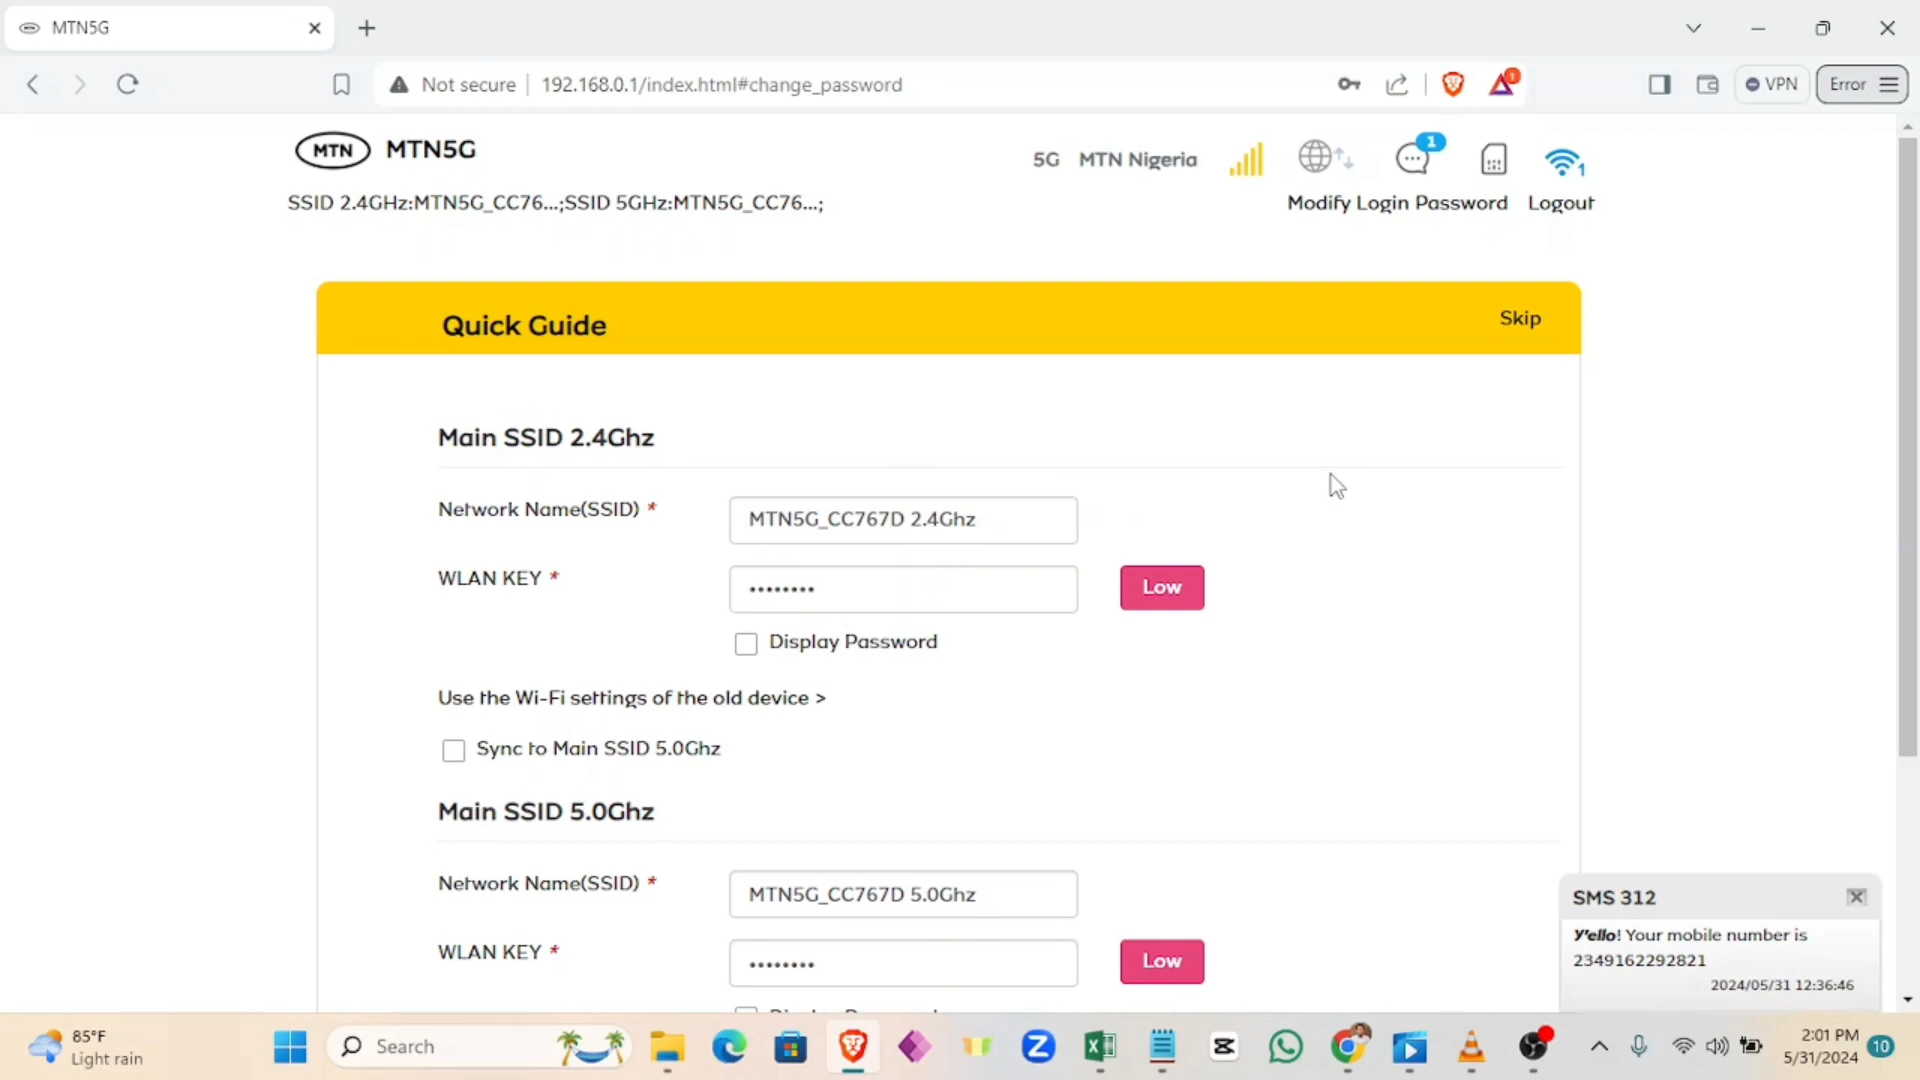 MTN5G
Not secure
192.168.0.1/index.html#change_password
1
VPN
Error
MTN
MTN5G
5G MTN Nigeria
1
1
SSID 2.4GHz:MTN5G_CC76...;SSID 5GHz:MTN5G_CC76...;
Modify Login Password
Logout
Quick Guide
Skip
Main SSID 2.4Ghz
Network Name(SSID) *
MTN5G_CC767D 2.4Ghz
WLAN KEY *
••••••••
Low
Display Password
Use the Wi-Fi settings of the old device >
Sync to Main SSID 5.0Ghz
Main SSID 5.0Ghz
Network Name(SSID) *
MTN5G_CC767D 5.0Ghz
WLAN KEY *
••••••••
Low
SMS 312
Y'ello! Your mobile number is
2349162292821
2024/05/31 12:36:46
85°F
Light rain
Search
2:01 PM
5/31/2024
10